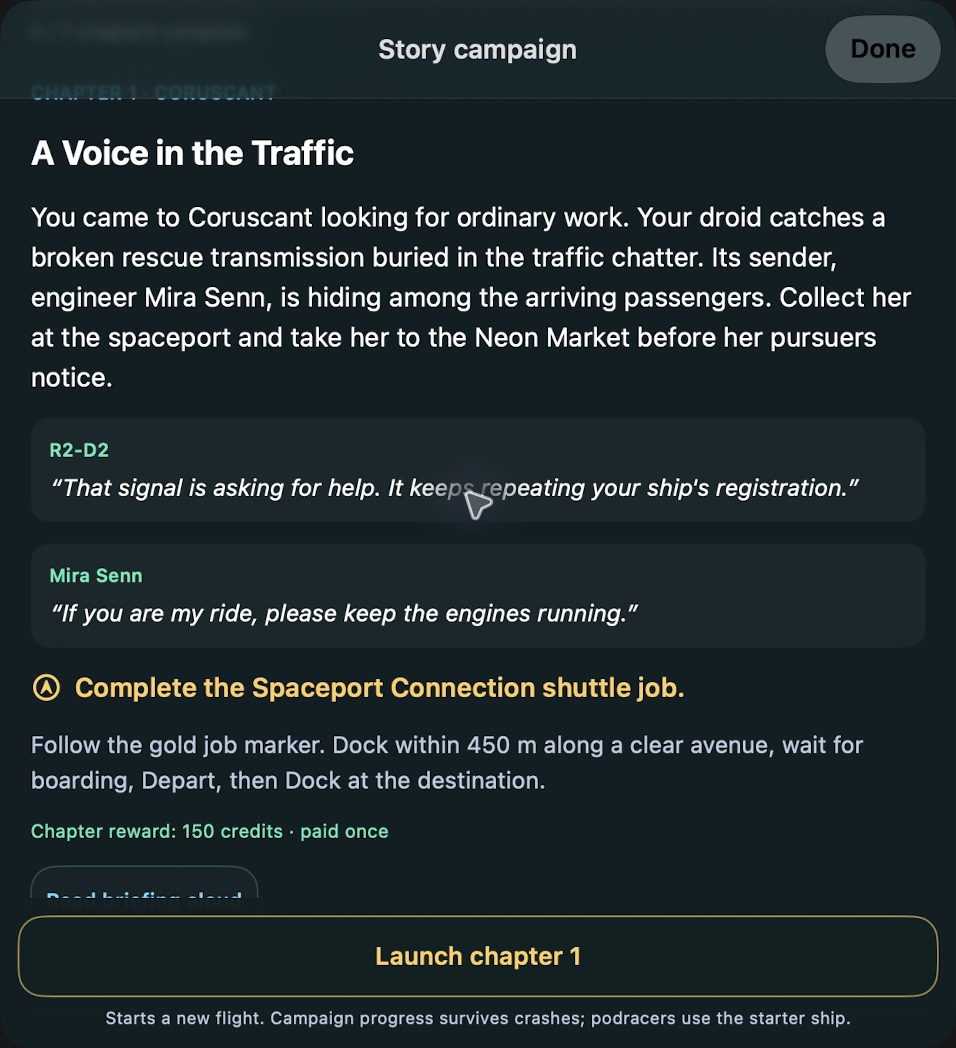 Story campaign
Done
CHAPTER 1 · CORUSCANT
A Voice in the Traffic
You came to Coruscant looking for ordinary work. Your droid catches a
broken rescue transmission buried in the traffic chatter. Its sender,
engineer Mira Senn, is hiding among the arriving passengers. Collect her
at the spaceport and take her to the Neon Market before her pursuers
notice.
R2-D2
“That signal is asking for help. It keeps repeating your ship's registration.”
Mira Senn
“If you are my ride, please keep the engines running.”
Complete the Spaceport Connection shuttle job.
Follow the gold job marker. Dock within 450 m along a clear avenue, wait for
boarding, Depart, then Dock at the destination.
Chapter reward: 150 credits · paid once
Read briefing aloud
Launch chapter 1
Starts a new flight. Campaign progress survives crashes; podracers use the starter ship.